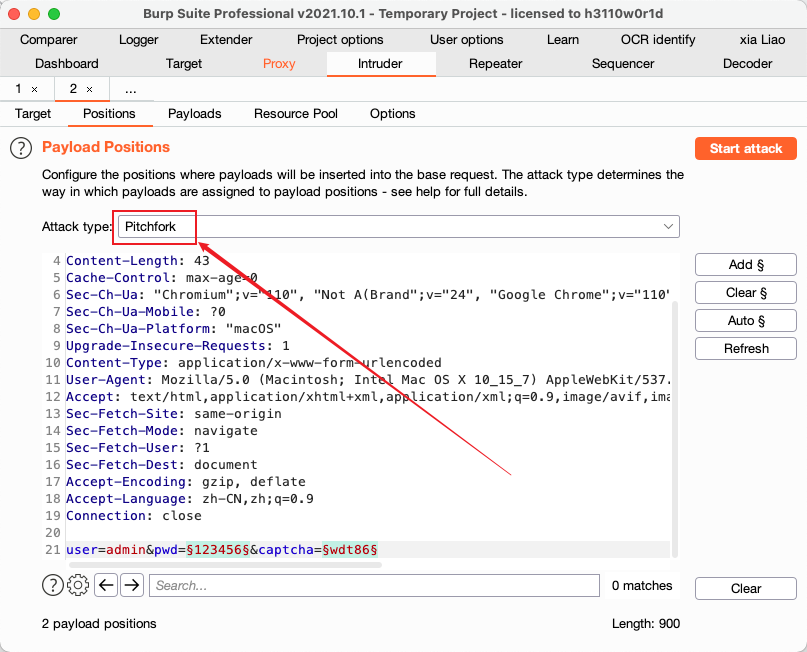 Burp Suite Professional v2021.10.1 - Temporary Project - licensed to h3110w0r1d
Comparer Logger Extender Project options User options Learn OCR identify xia Liao
Dashboard Target Proxy Intruder Repeater Sequencer Decoder
1 × 2 × ...
Target Positions Payloads Resource Pool Options
? Payload Positions Start attack
Configure the positions where payloads will be inserted into the base request. The attack type determines the
way in which payloads are assigned to payload positions - see help for full details.
Attack type: Pitchfork
4 Content-Length: 43
5 Cache-Control: max-age=0
6 Sec-Ch-Ua: "Chromium";v="110", "Not A(Brand";v="24", "Google Chrome";v="110"
7 Sec-Ch-Ua-Mobile: ?0
8 Sec-Ch-Ua-Platform: "macOS"
9 Upgrade-Insecure-Requests: 1
10 Content-Type: application/x-www-form-urlencoded
11 User-Agent: Mozilla/5.0 (Macintosh; Intel Mac OS X 10_15_7) AppleWebKit/537.
12 Accept: text/html,application/xhtml+xml,application/xml;q=0.9,image/avif,ima
13 Sec-Fetch-Site: same-origin
14 Sec-Fetch-Mode: navigate
15 Sec-Fetch-User: ?1
16 Sec-Fetch-Dest: document
17 Accept-Encoding: gzip, deflate
18 Accept-Language: zh-CN,zh;q=0.9
19 Connection: close
20
21 user=admin&pwd=§123456§&captcha=§wdt86§
Add §
Clear §
Auto §
Refresh
? Search... 0 matches Clear
2 payload positions Length: 900